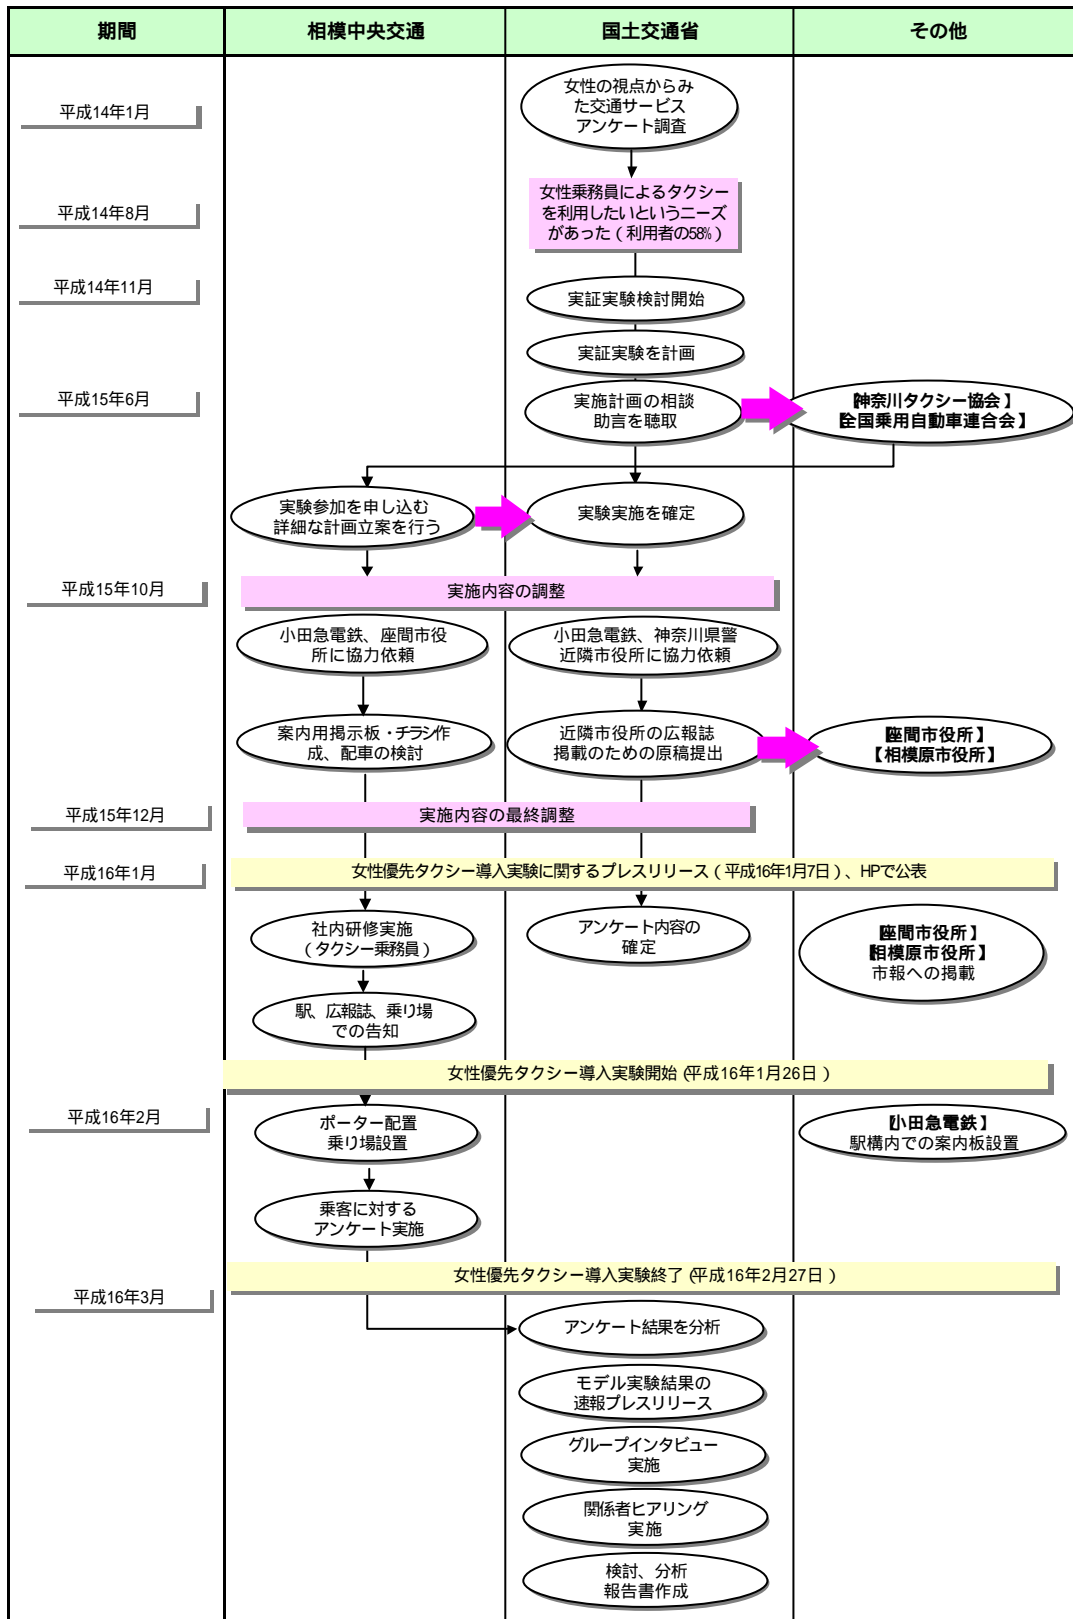 期間
相模中央交通
国土交通省
その他
平成14年1月
女性の視点からみ
た交通サービス
アンケート調査
平成14年8月
女性乗務員によるタクシー
を利用したいというニーズ
があった（利用者の58%）
平成14年11月
実証実験検討開始
実証実験を計画
平成15年6月
実施計画の相談
助言を聴取
【神奈川タクシー協会】
【全国乗用自動車連合会】
実験参加を申し込む
詳細な計画立案を行う
実験実施を確定
平成15年10月
実施内容の調整
小田急電鉄、座間市役
所に協力依頼
小田急電鉄、神奈川県警
近隣市役所に協力依頼
案内用掲示板・チラシ作
成、配車の検討
近隣市役所の広報誌
掲載のための原稿提出
【座間市役所】
【相模原市役所】
平成15年12月
実施内容の最終調整
平成16年1月
女性優先タクシー導入実験に関するプレスリリース（平成16年1月7日）、HPで公表
社内研修実施
（タクシー乗務員）
アンケート内容の
確定
【座間市役所】
【相模原市役所】
市報への掲載
駅、広報誌、乗り場
での告知
女性優先タクシー導入実験開始（平成16年1月26日）
平成16年2月
ポーター配置
乗り場設置
【小田急電鉄】
駅構内での案内板設置
乗客に対する
アンケート実施
女性優先タクシー導入実験終了（平成16年2月27日）
平成16年3月
アンケート結果を分析
モデル実験結果の
速報プレスリリース
グループインタビュー
実施
関係者ヒアリング
実施
検討、分析
報告書作成